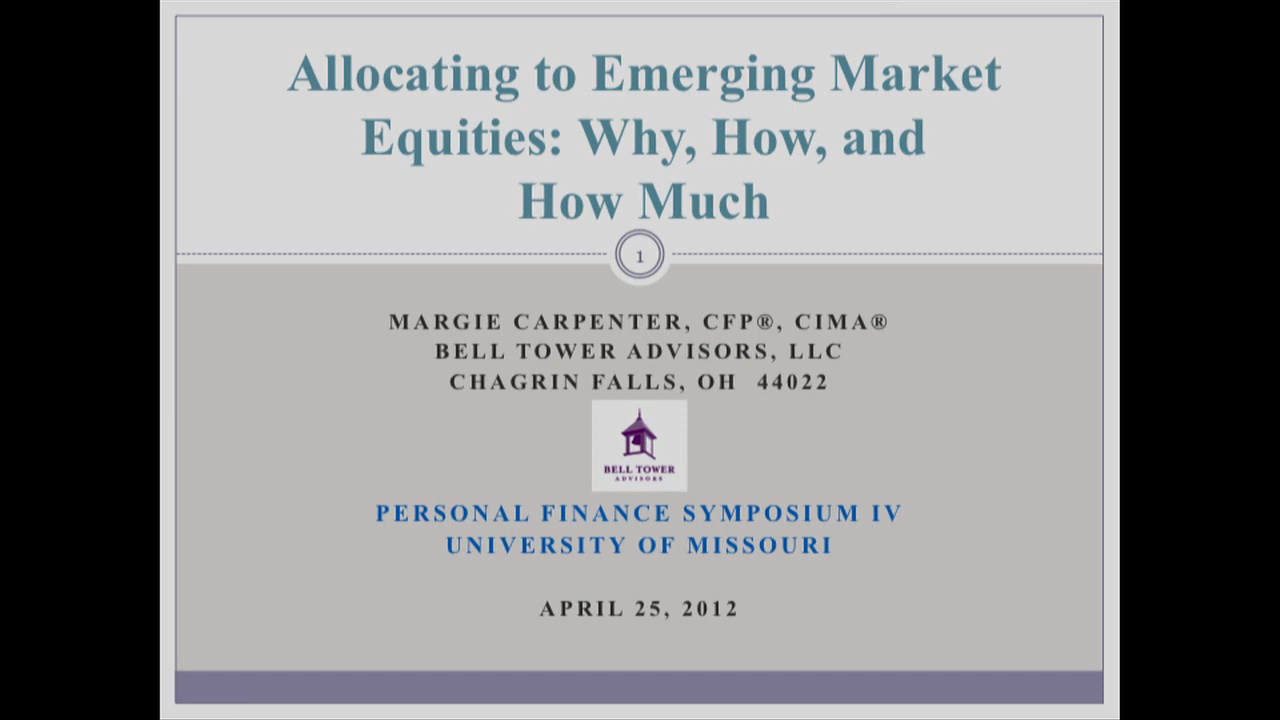 Allocating to Emerging Market
Equities: Why, How, and
How Much
1
MARGIE CARPENTER, CFP®, CIMA®
BELL TOWER ADVISORS, LLC
CHAGRIN FALLS, OH 44022
BELL TOWER
ADVISORS
PERSONAL FINANCE SYMPOSIUM IV
UNIVERSITY OF MISSOURI
APRIL 25, 2012